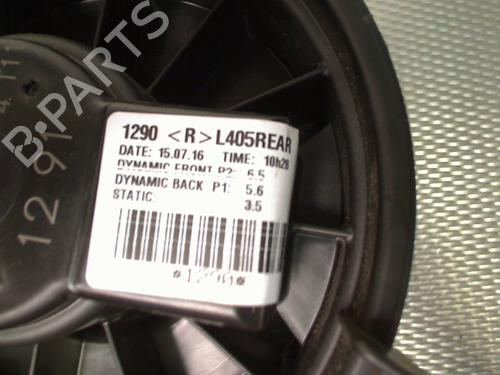 1290 <R> L405REAR
DATE: 15.07.16 TIME: 10h28
DYNAMIC FRONT P2: 6.5
DYNAMIC BACK P1: 5.6
STATIC: 3.5
*1290*
1291
B-PARTS